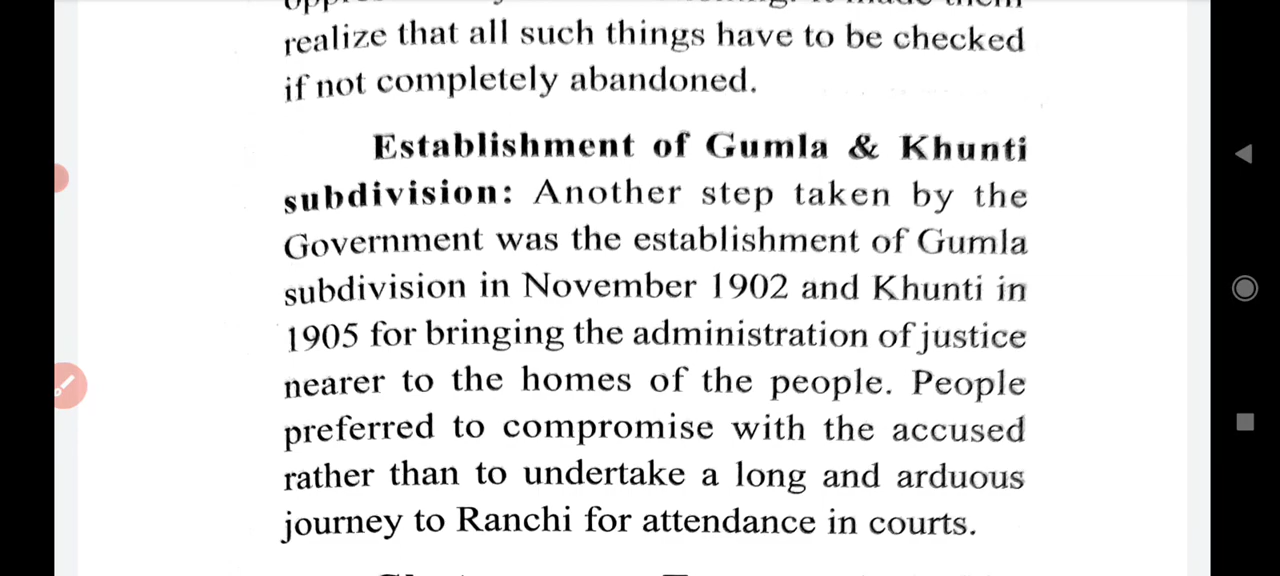 realize that all such things have to be checked
if not completely abandoned.
Establishment of Gumla & Khunti
subdivision: Another step taken by the
Government was the establishment of Gumla
subdivision in November 1902 and Khunti in
1905 for bringing the administration of justice
nearer to the homes of the people. People
preferred to compromise with the accused
rather than to undertake a long and arduous
journey to Ranchi for attendance in courts.